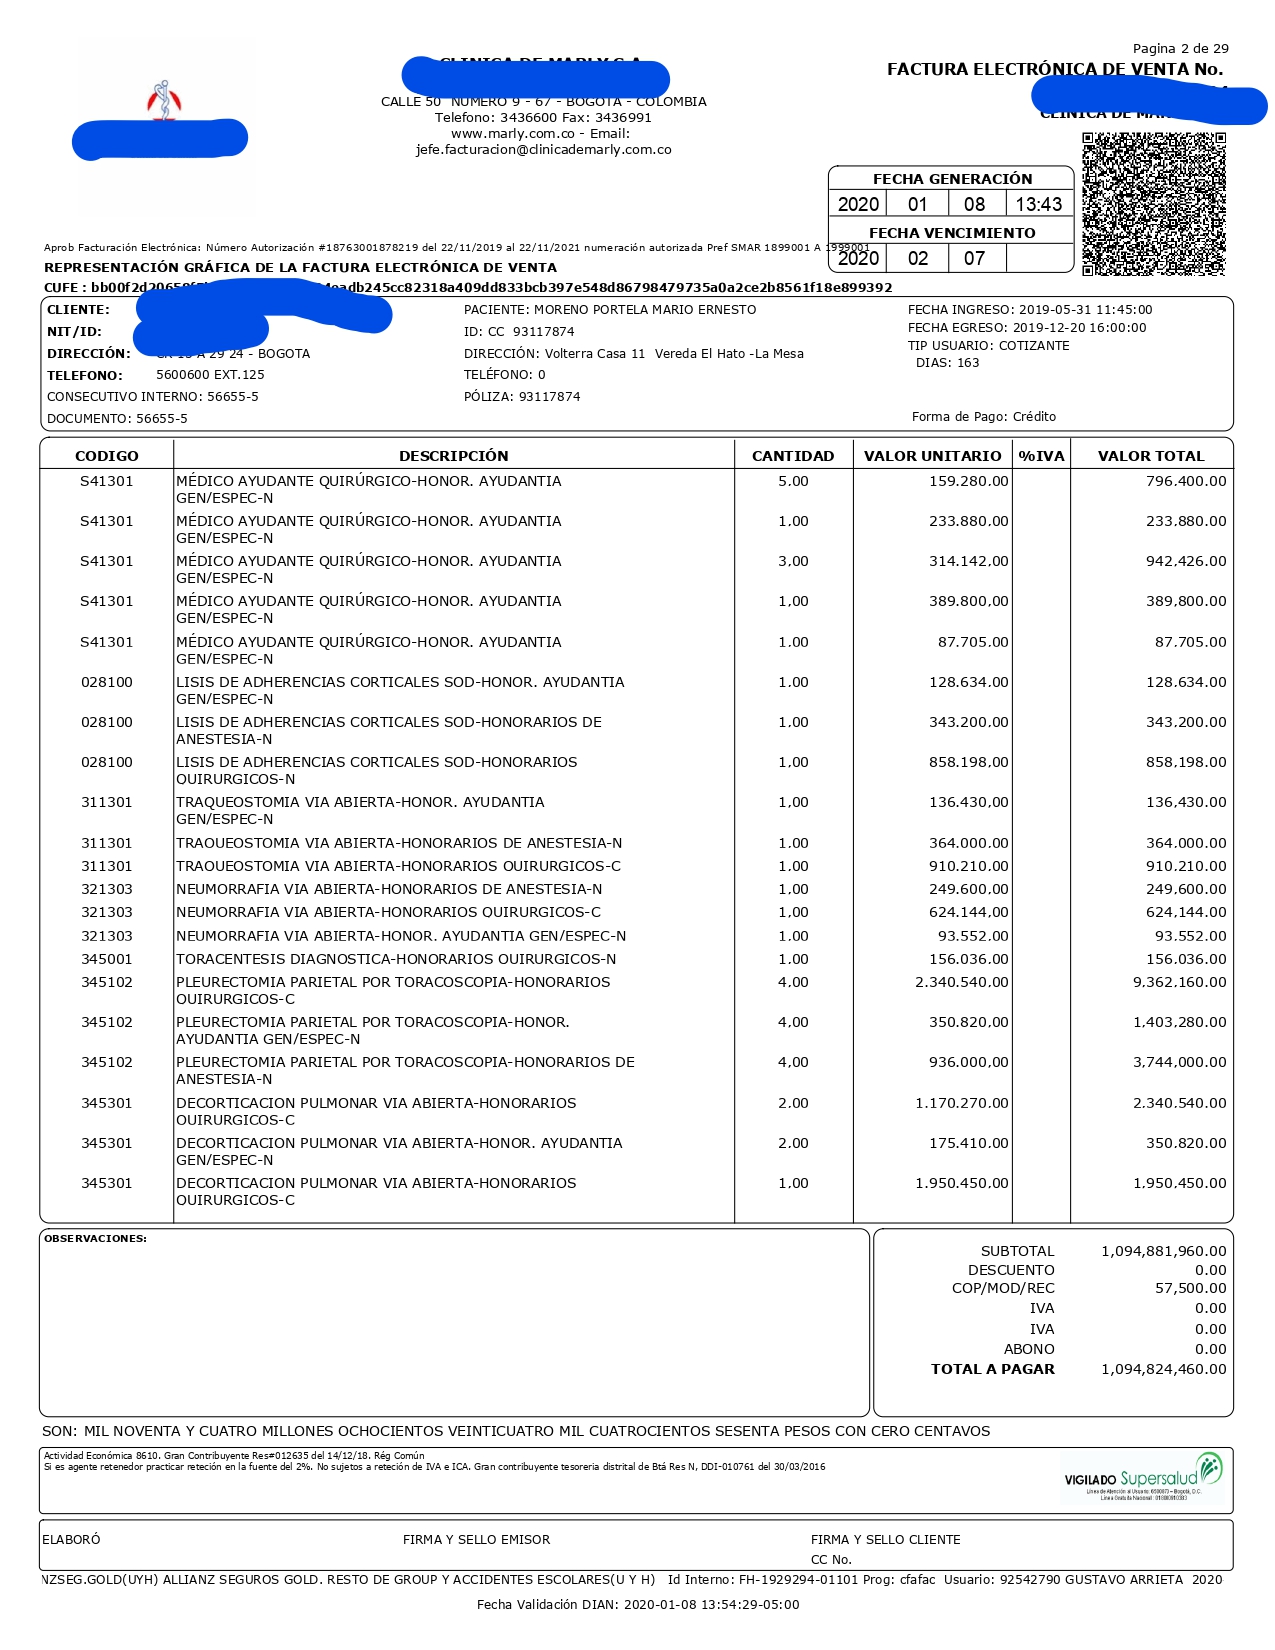 Pagina 2 de 29
FACTURA ELECTRÓNICA DE VENTA No.
CALLE 50 NUMERO 9 - 67 - BOGOTA - COLOMBIA
Telefono: 3436600 Fax: 3436991
www.marly.com.co - Email:
jefe.facturacion@clinicademarly.com.co
FECHA GENERACIÓN
2020 01 08 13:43
FECHA VENCIMIENTO
2020 02 07
Aprob Facturación Electrónica: Número Autorización #18763001878219 del 22/11/2019 al 22/11/2021 numeración autorizada Pref SMAR 1899001 A 1999001
REPRESENTACIÓN GRÁFICA DE LA FACTURA ELECTRÓNICA DE VENTA
CUFE :
CLIENTE:
NIT/ID:
DIRECCIÓN: 29 24 - BOGOTA
TELEFONO: 5600600 EXT.125
CONSECUTIVO INTERNO: 56655-5
DOCUMENTO: 56655-5
PACIENTE: MORENO PORTELA MARIO ERNESTO
ID: CC 93117874
DIRECCIÓN: Volterra Casa 11 Vereda El Hato -La Mesa
TELÉFONO: 0
PÓLIZA: 93117874
FECHA INGRESO: 2019-05-31 11:45:00
FECHA EGRESO: 2019-12-20 16:00:00
TIP USUARIO: COTIZANTE
DIAS: 163
Forma de Pago: Crédito
CODIGO DESCRIPCIÓN CANTIDAD VALOR UNITARIO %IVA VALOR TOTAL
S41301 MÉDICO AYUDANTE QUIRÚRGICO-HONOR. AYUDANTIA 5.00 159.280.00 796.400.00
GEN/ESPEC-N
S41301 MÉDICO AYUDANTE QUIRÚRGICO-HONOR. AYUDANTIA 1,00 233.880,00 233,880.00
GEN/ESPEC-N
S41301 MÉDICO AYUDANTE QUIRÚRGICO-HONOR. AYUDANTIA 3,00 314.142,00 942,426.00
GEN/ESPEC-N
S41301 MÉDICO AYUDANTE QUIRÚRGICO-HONOR. AYUDANTIA 1,00 389.800,00 389,800.00
GEN/ESPEC-N
S41301 MÉDICO AYUDANTE QUIRÚRGICO-HONOR. AYUDANTIA 1.00 87.705.00 87.705.00
GEN/ESPEC-N
028100 LISIS DE ADHERENCIAS CORTICALES SOD-HONOR. AYUDANTIA 1.00 128.634.00 128.634.00
GEN/ESPEC-N
028100 LISIS DE ADHERENCIAS CORTICALES SOD-HONORARIOS DE 1,00 343.200,00 343,200.00
ANESTESIA-N
028100 LISIS DE ADHERENCIAS CORTICALES SOD-HONORARIOS 1,00 858.198,00 858,198.00
QUIRURGICOS-N
311301 TRAQUEOSTOMIA VIA ABIERTA-HONOR. AYUDANTIA 1,00 136.430,00 136,430.00
GEN/ESPEC-N
311301 TRAQUEOSTOMIA VIA ABIERTA-HONORARIOS DE ANESTESIA-N 1.00 364.000.00 364.000.00
311301 TRAQUEOSTOMIA VIA ABIERTA-HONORARIOS QUIRURGICOS-C 1.00 910.210.00 910.210.00
321303 NEUMORRAFIA VIA ABIERTA-HONORARIOS DE ANESTESIA-N 1,00 249.600,00 249,600.00
321303 NEUMORRAFIA VIA ABIERTA-HONORARIOS QUIRURGICOS-C 1,00 624.144,00 624,144.00
321303 NEUMORRAFIA VIA ABIERTA-HONOR. AYUDANTIA GEN/ESPEC-N 1.00 93.552.00 93.552.00
345001 TORACENTESIS DIAGNOSTICA-HONORARIOS QUIRURGICOS-N 1.00 156.036.00 156.036.00
345102 PLEURECTOMIA PARIETAL POR TORACOSCOPIA-HONORARIOS 4,00 2.340.540,00 9,362,160.00
QUIRURGICOS-C
345102 PLEURECTOMIA PARIETAL POR TORACOSCOPIA-HONOR. 4,00 350.820,00 1,403,280.00
AYUDANTIA GEN/ESPEC-N
345102 PLEURECTOMIA PARIETAL POR TORACOSCOPIA-HONORARIOS DE 4,00 936.000,00 3,744,000.00
ANESTESIA-N
345301 DECORTICACION PULMONAR VIA ABIERTA-HONORARIOS 2.00 1.170.270.00 2.340.540.00
QUIRURGICOS-C
345301 DECORTICACION PULMONAR VIA ABIERTA-HONOR. AYUDANTIA 2.00 175.410.00 350.820.00
GEN/ESPEC-N
345301 DECORTICACION PULMONAR VIA ABIERTA-HONORARIOS 1,00 1.950.450,00 1,950,450.00
QUIRURGICOS-C
OBSERVACIONES:
SUBTOTAL 1,094,881,960.00
DESCUENTO 0.00
COP/MOD/REC 57,500.00
IVA 0.00
IVA 0.00
ABONO 0.00
TOTAL A PAGAR 1,094,824,460.00
SON: MIL NOVENTA Y CUATRO MILLONES OCHOCIENTOS VEINTICUATRO MIL CUATROCIENTOS SESENTA PESOS CON CERO CENTAVOS
Actividad Económica 8610. Gran Contribuyente Res#012635 del 14/12/18. Rég Común
Si es agente retenedor practicar reteción en la fuente del 2%. No sujetos a reteción de IVA e ICA. Gran contribuyente tesoreria distrital de Btá Res N, DDI-010761 del 30/03/2016
VIGILADO Supersalud
ELABORÓ FIRMA Y SELLO EMISOR FIRMA Y SELLO CLIENTE
CC No.
NZSEG.GOLD(UYH) ALLIANZ SEGUROS GOLD. RESTO DE GROUP Y ACCIDENTES ESCOLARES(U Y H) Id Interno: FH-1929294-01101 Prog: cfafac Usuario: 92542790 GUSTAVO ARRIETA 2020
Fecha Validación DIAN: 2020-01-08 13:54:29-05:00